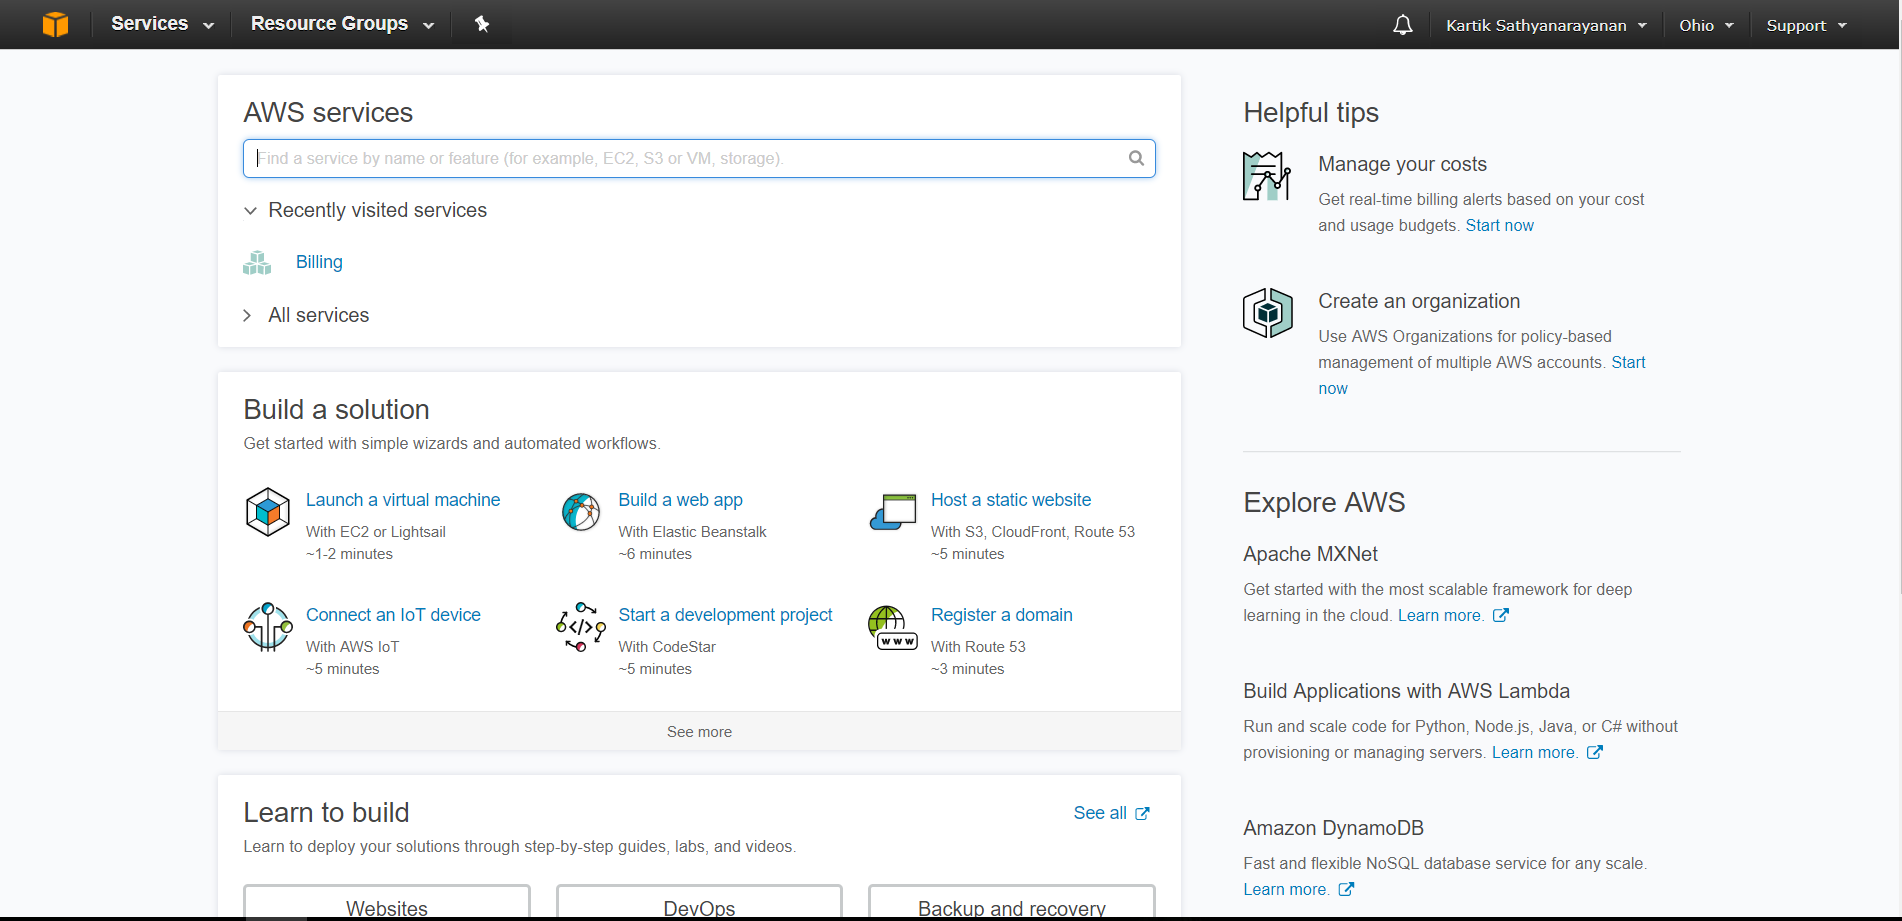 Services
Resource Groups
Kartik Sathyanarayanan
Ohio
Support
AWS services
Find a service by name or feature (for example, EC2, S3 or VM, storage).
Recently visited services
Billing
All services
Build a solution
Get started with simple wizards and automated workflows.
Launch a virtual machine
With EC2 or Lightsail
~1-2 minutes
Build a web app
With Elastic Beanstalk
~6 minutes
Host a static website
With S3, CloudFront, Route 53
~5 minutes
Connect an IoT device
With AWS IoT
~5 minutes
Start a development project
With CodeStar
~5 minutes
www
Register a domain
With Route 53
~3 minutes
See more
Learn to build
See all
Learn to deploy your solutions through step-by-step guides, labs, and videos.
Websites
DevOps
Backup and recovery
Helpful tips
Manage your costs
Get real-time billing alerts based on your cost
and usage budgets. Start now
Create an organization
Use AWS Organizations for policy-based
management of multiple AWS accounts. Start
now
Explore AWS
Apache MXNet
Get started with the most scalable framework for deep
learning in the cloud. Learn more.
Build Applications with AWS Lambda
Run and scale code for Python, Node.js, Java, or C# without
provisioning or managing servers. Learn more.
Amazon DynamoDB
Fast and flexible NoSQL database service for any scale.
Learn more.